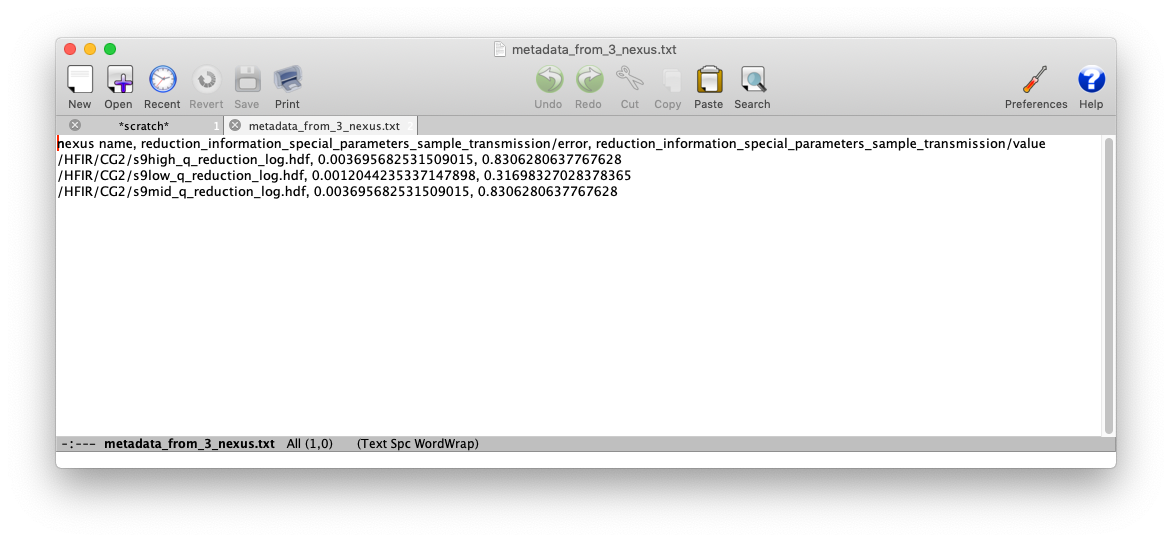 metadata_from_3_nexus.txt
New Open Recent Revert Save Print Undo Redo Cut Copy Paste Search Preferences Help
*scratch* 1 metadata_from_3_nexus.txt 2
nexus name, reduction_information_special_parameters_sample_transmission/error, reduction_information_special_parameters_sample_transmission/value
/HFIR/CG2/s9high_q_reduction_log.hdf, 0.003695682531509015, 0.8306280637767628
/HFIR/CG2/s9low_q_reduction_log.hdf, 0.0012044235337147898, 0.31698327028378365
/HFIR/CG2/s9mid_q_reduction_log.hdf, 0.003695682531509015, 0.8306280637767628
-:--- metadata_from_3_nexus.txt All (1,0) (Text Spc WordWrap)